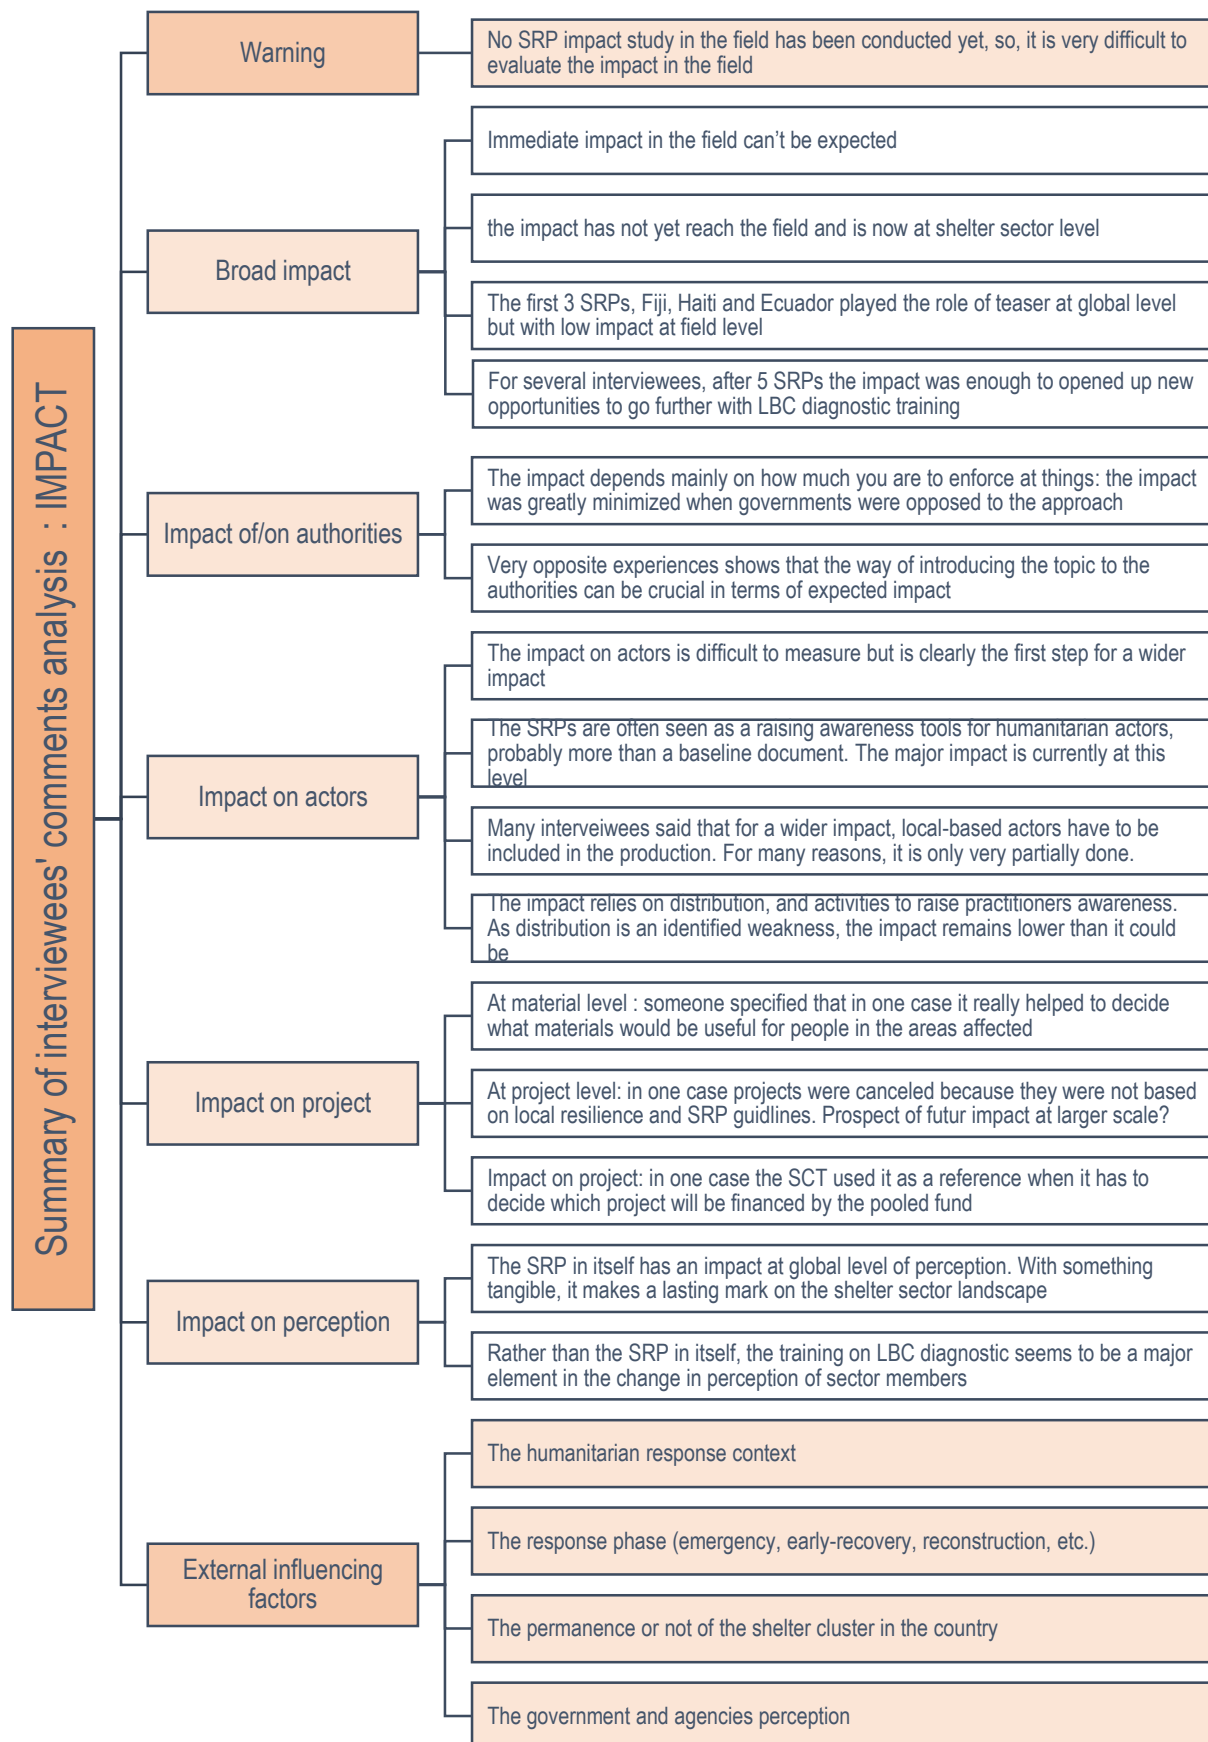 Summary of interviewees' comments analysis : IMPACT
Warning
No SRP impact study in the field has been conducted yet, so, it is very difficult to
evaluate the impact in the field
Broad impact
Immediate impact in the field can't be expected
the impact has not yet reach the field and is now at shelter sector level
The first 3 SRPs, Fiji, Haiti and Ecuador played the role of teaser at global level
but with low impact at field level
For several interviewees, after 5 SRPs the impact was enough to opened up new
opportunities to go further with LBC diagnostic training
Impact of/on authorities
The impact depends mainly on how much you are to enforce at things: the impact
was greatly minimized when governments were opposed to the approach
Very opposite experiences shows that the way of introducing the topic to the
authorities can be crucial in terms of expected impact
Impact on actors
The impact on actors is difficult to measure but is clearly the first step for a wider
impact
The SRPs are often seen as a raising awareness tools for humanitarian actors,
probably more than a baseline document. The major impact is currently at this
level
Many interveiwees said that for a wider impact, local-based actors have to be
included in the production. For many reasons, it is only very partially done.
The impact relies on distribution, and activities to raise practitioners awareness.
As distribution is an identified weakness, the impact remains lower than it could
be
Impact on project
At material level : someone specified that in one case it really helped to decide
what materials would be useful for people in the areas affected
At project level: in one case projects were canceled because they were not based
on local resilience and SRP guidlines. Prospect of futur impact at larger scale?
Impact on project: in one case the SCT used it as a reference when it has to
decide which project will be financed by the pooled fund
Impact on perception
The SRP in itself has an impact at global level of perception. With something
tangible, it makes a lasting mark on the shelter sector landscape
Rather than the SRP in itself, the training on LBC diagnostic seems to be a major
element in the change in perception of sector members
External influencing
factors
The humanitarian response context
The response phase (emergency, early-recovery, reconstruction, etc.)
The permanence or not of the shelter cluster in the country
The government and agencies perception